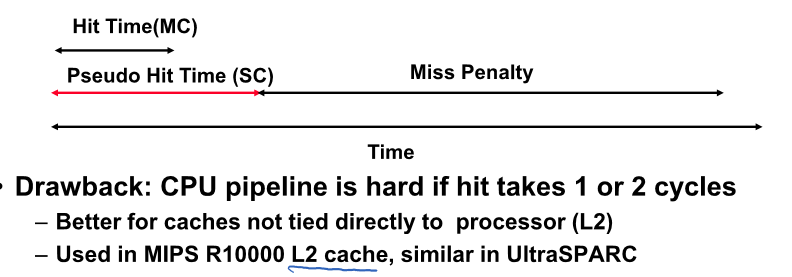 Hit Time(MC)
Pseudo Hit Time (SC)
Miss Penalty
Time
• Drawback: CPU pipeline is hard if hit takes 1 or 2 cycles
– Better for caches not tied directly to processor (L2)
– Used in MIPS R10000 L2 cache, similar in UltraSPARC